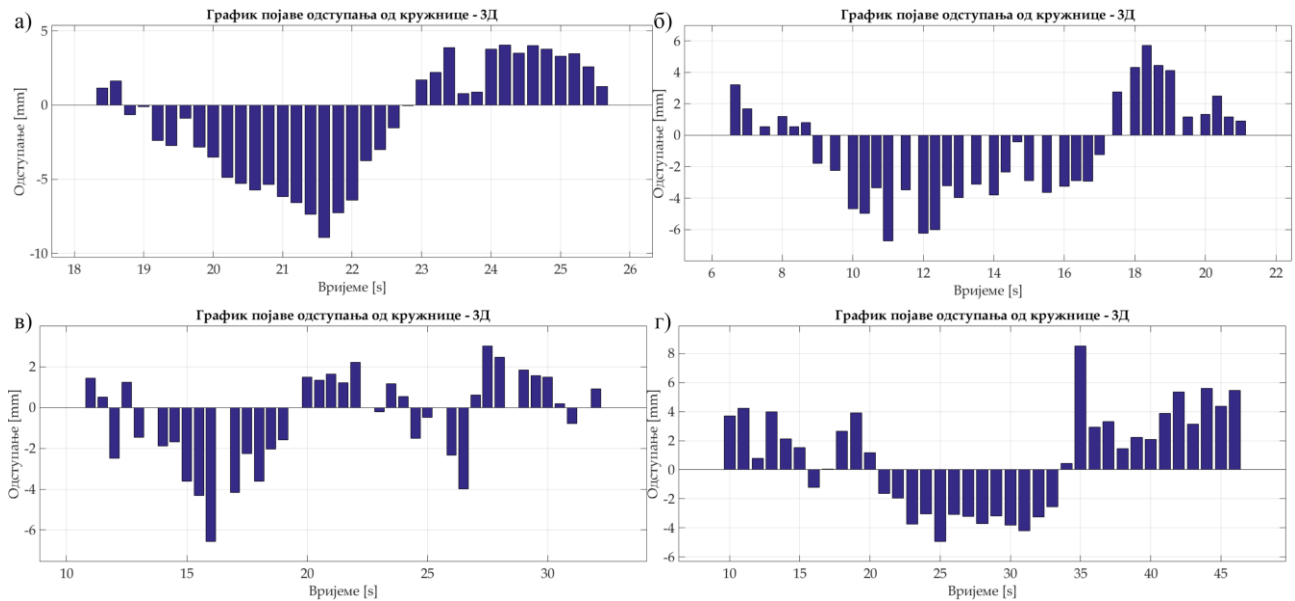 а)
График појаве одступања од кружнице - 3Д
5
0
-5
-10
Одступање [mm]
18 19 20 21 22 23 24 25 26
Вријеме [s]
б)
График појаве одступања од кружнице - 3Д
6
4
2
0
-2
-4
-6
Одступање [mm]
6 8 10 12 14 16 18 20 22
Вријеме [s]
в)
График појаве одступања од кружнице - 3Д
2
0
-2
-4
-6
Одступање [mm]
10 15 20 25 30
Вријеме [s]
г)
График појаве одступања од кружнице - 3Д
8
6
4
2
0
-2
-4
-6
Одступање [mm]
10 15 20 25 30 35 40 45
Вријеме [s]